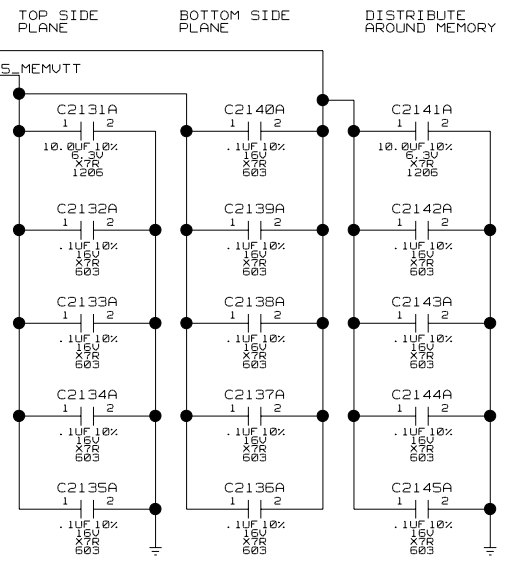 TOP SIDE
PLANE
BOTTOM SIDE
PLANE
DISTRIBUTE
AROUND MEMORY
5_MEMVTT
C2131A
1 2
10.0UF 10%
6.3V
X7R
1206
C2132A
1 2
.1UF 10%
16V
X7R
603
C2133A
1 2
.1UF 10%
16V
X7R
603
C2134A
1 2
.1UF 10%
16V
X7R
603
C2135A
1 2
.1UF 10%
16V
X7R
603
C2140A
1 2
.1UF 10%
16V
X7R
603
C2139A
1 2
.1UF 10%
16V
X7R
603
C2138A
1 2
.1UF 10%
16V
X7R
603
C2137A
1 2
.1UF 10%
16V
X7R
603
C2136A
1 2
.1UF 10%
16V
X7R
603
C2141A
1 2
10.0UF 10%
6.3V
X7R
1206
C2142A
1 2
.1UF 10%
16V
X7R
603
C2143A
1 2
.1UF 10%
16V
X7R
603
C2144A
1 2
.1UF 10%
16V
X7R
603
C2145A
1 2
.1UF 10%
16V
X7R
603